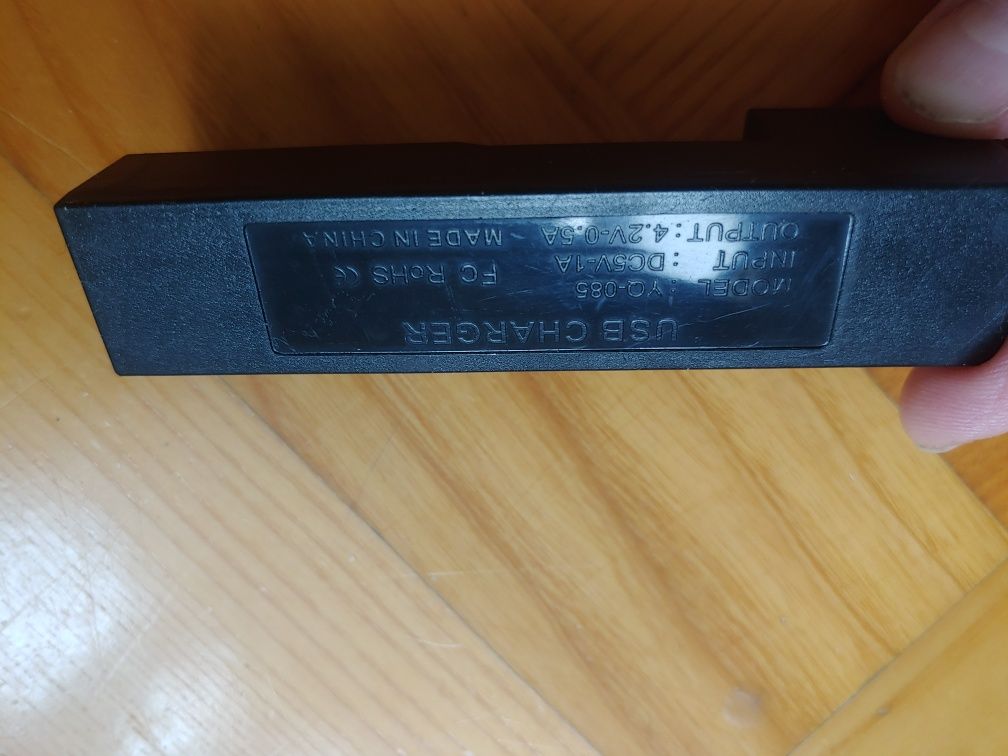 USB CHARGER
MODEL : YQ-085
INPUT : DC5V-1A FC RoHS CE
OUTPUT : 4.2V-0.5A MADE IN CHINA